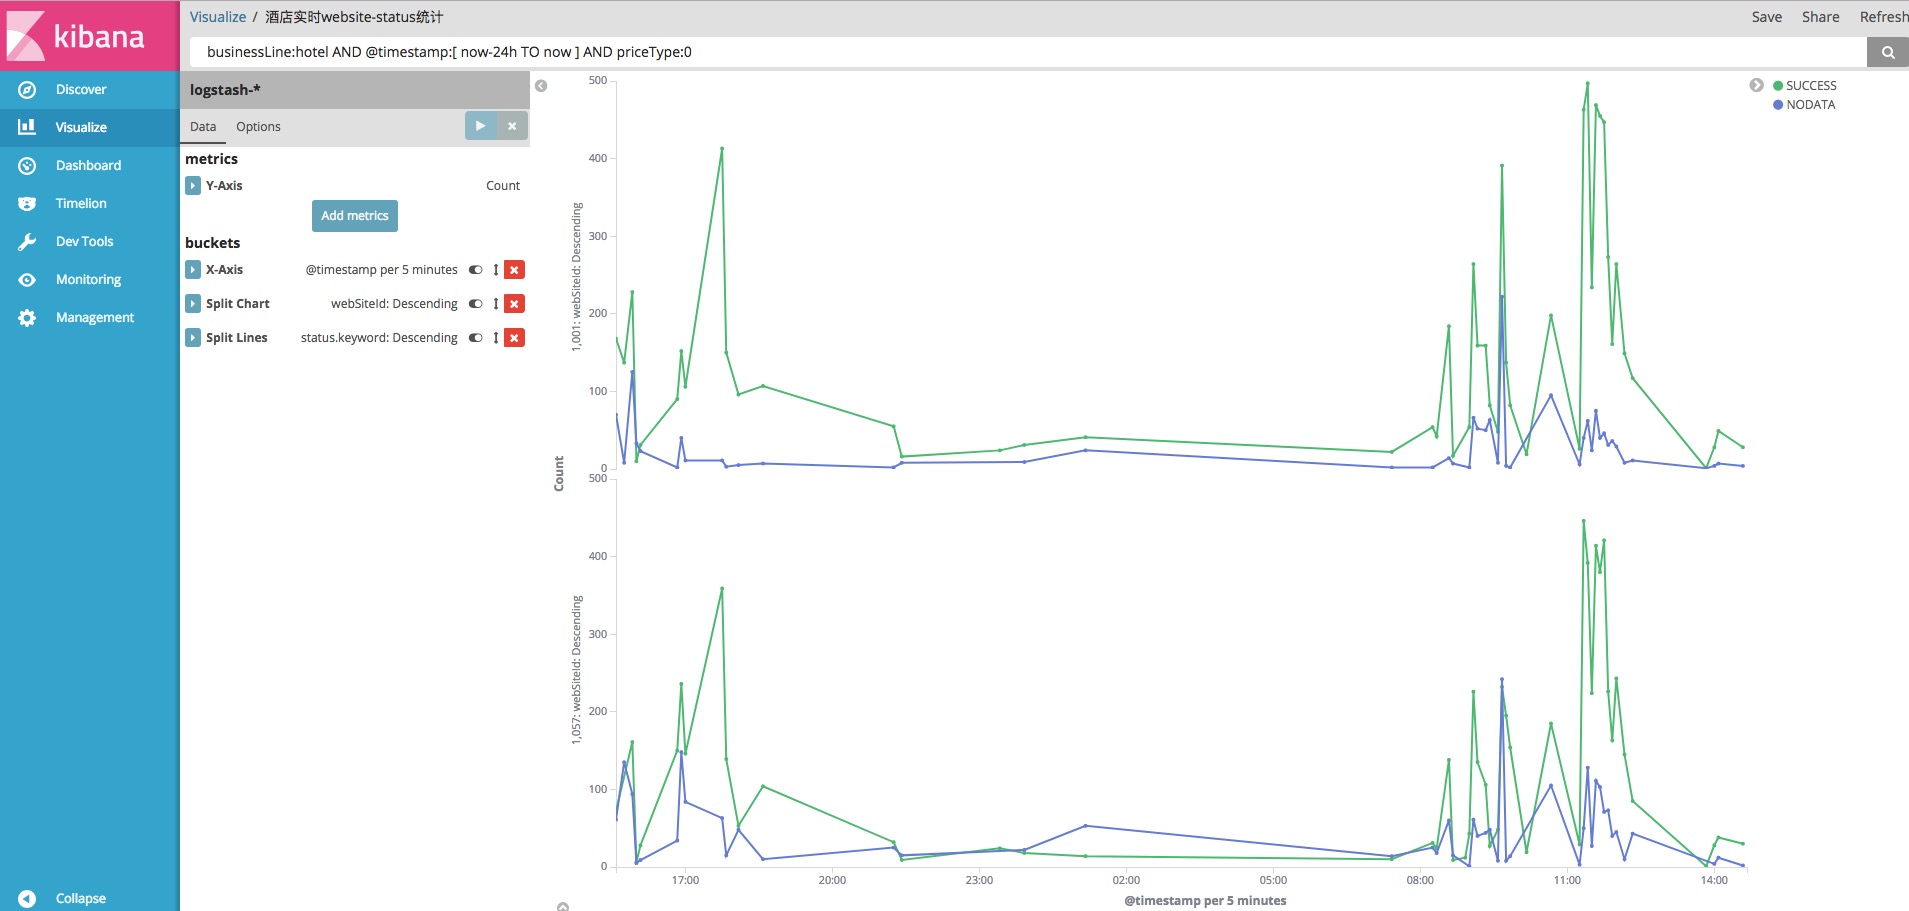 kibana
Discover
Visualize
Dashboard
Timelion
Dev Tools
Monitoring
Management
Collapse
Visualize / 酒店实时website-status统计
Save Share Refresh
businessLine:hotel AND @timestamp:[ now-24h TO now ] AND priceType:0
logstash-*
Data Options
metrics
Y-Axis Count
Add metrics
buckets
X-Axis @timestamp per 5 minutes
Split Chart webSiteId: Descending
Split Lines status.keyword: Descending
Count
1,001: webSiteId: Descending
500
400
300
200
100
0
1,057: webSiteId: Descending
500
400
300
200
100
0
17:00 20:00 23:00 02:00 05:00 08:00 11:00 14:00
@timestamp per 5 minutes
SUCCESS
NODATA